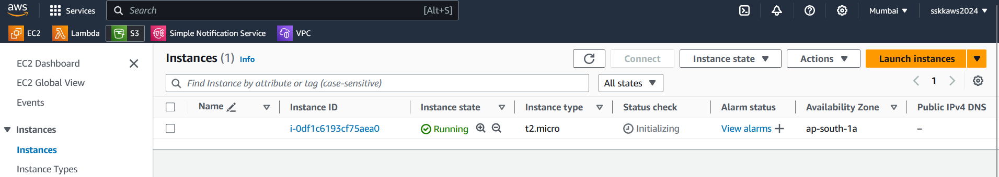 aws Services Search [Alt+S] Mumbai sskkaws2024
EC2 Lambda S3 Simple Notification Service VPC
EC2 Dashboard
EC2 Global View
Events
Instances
Instances
Instance Types
Instances (1) Info Connect Instance state Actions Launch instances
Find Instance by attribute or tag (case-sensitive) All states 1
Name Instance ID Instance state Instance type Status check Alarm status Availability Zone Public IPv4 DNS
i-0df1c6193cf75aea0 Running t2.micro Initializing View alarms + ap-south-1a –